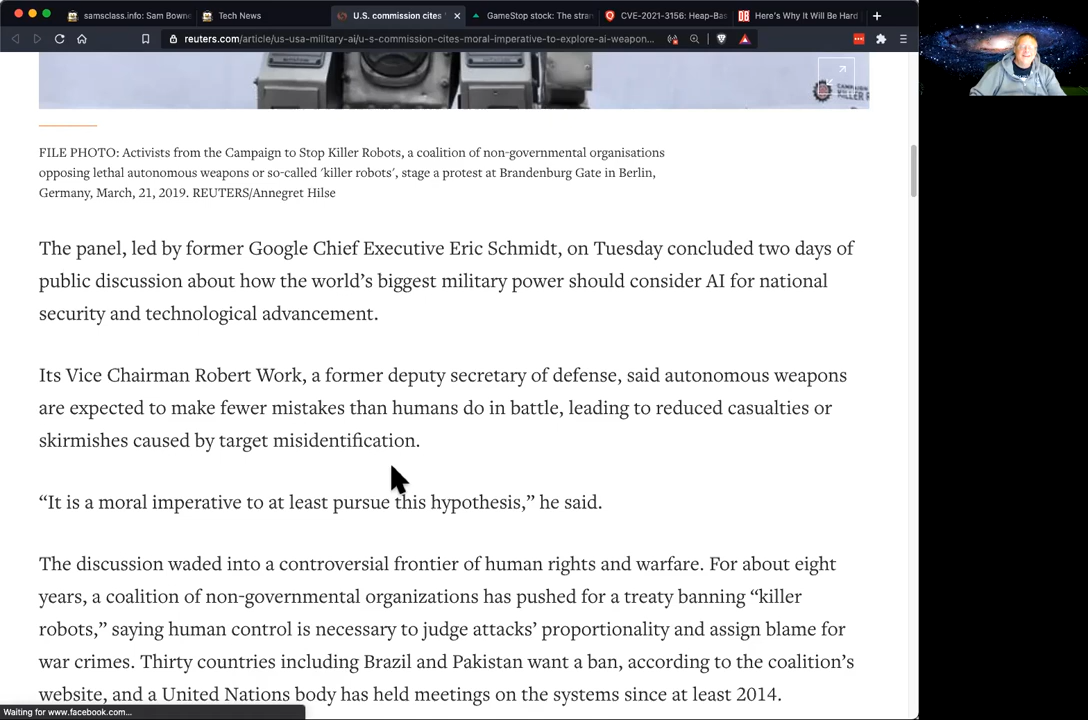 samsclass.info: Sam Bowne
Tech News
U.S. commission cites '
GameStop stock: The stran
CVE-2021-3156: Heap-Bas
Here's Why It Will Be Hard
reuters.com/article/us-usa-military-ai/u-s-commission-cites-moral-imperative-to-explore-ai-weapon...
FILE PHOTO: Activists from the Campaign to Stop Killer Robots, a coalition of non-governmental organisations
opposing lethal autonomous weapons or so-called 'killer robots', stage a protest at Brandenburg Gate in Berlin,
Germany, March, 21, 2019. REUTERS/Annegret Hilse
The panel, led by former Google Chief Executive Eric Schmidt, on Tuesday concluded two days of
public discussion about how the world's biggest military power should consider AI for national
security and technological advancement.
Its Vice Chairman Robert Work, a former deputy secretary of defense, said autonomous weapons
are expected to make fewer mistakes than humans do in battle, leading to reduced casualties or
skirmishes caused by target misidentification.
“It is a moral imperative to at least pursue this hypothesis,” he said.
The discussion waded into a controversial frontier of human rights and warfare. For about eight
years, a coalition of non-governmental organizations has pushed for a treaty banning “killer
robots,” saying human control is necessary to judge attacks’ proportionality and assign blame for
war crimes. Thirty countries including Brazil and Pakistan want a ban, according to the coalition’s
website, and a United Nations body has held meetings on the systems since at least 2014.
Waiting for www.facebook.com...